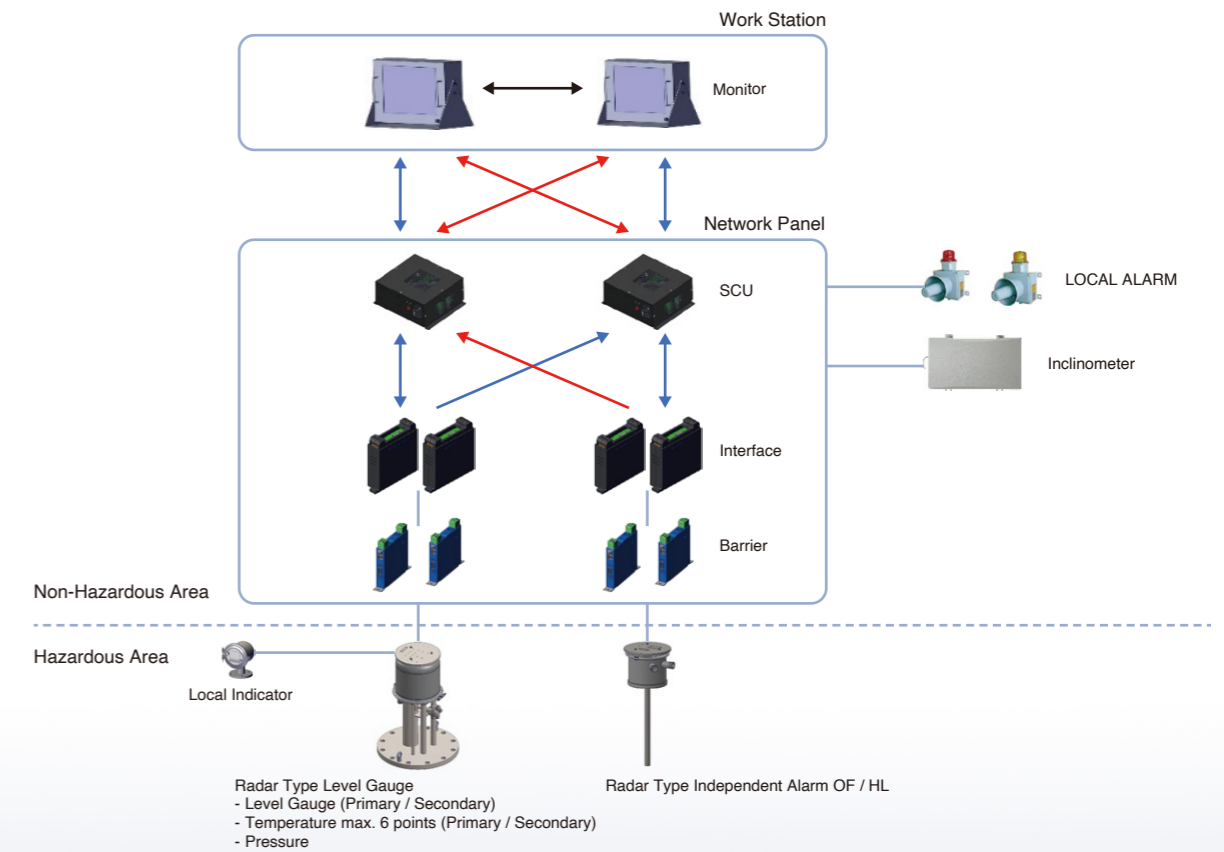 Work Station
Monitor
Network Panel
SCU
LOCAL ALARM
Inclinometer
Interface
Barrier
Non-Hazardous Area
Hazardous Area
Local Indicator
Radar Type Level Gauge
- Level Gauge (Primary / Secondary)
- Temperature max. 6 points (Primary / Secondary)
- Pressure
Radar Type Independent Alarm OF / HL